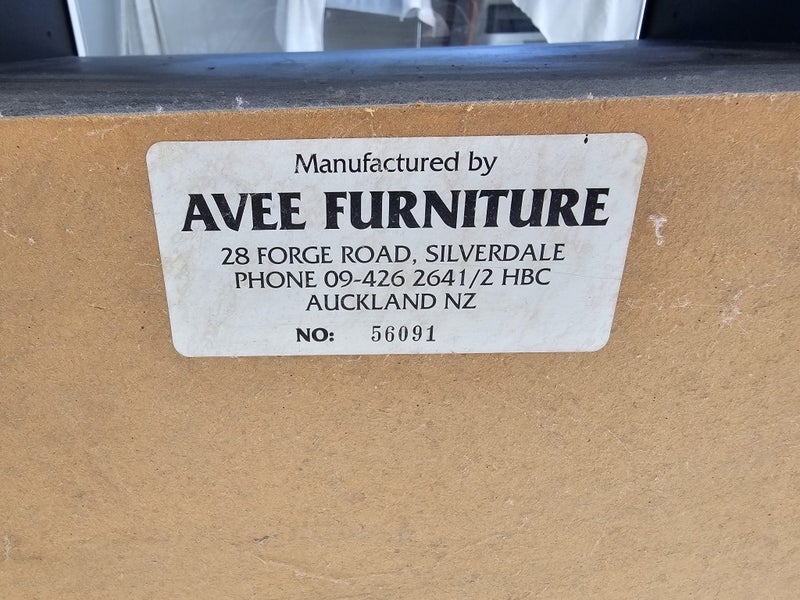 Manufactured by
AVEE FURNITURE
28 FORGE ROAD, SILVERDALE
PHONE 09-426 2641/2 HBC
AUCKLAND NZ
NO: 56091